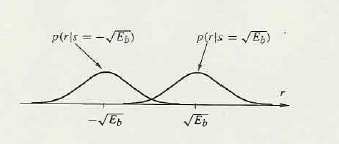 p(r|s = -√E_b) p(r|s = √E_b)
r
-√E_b √E_b